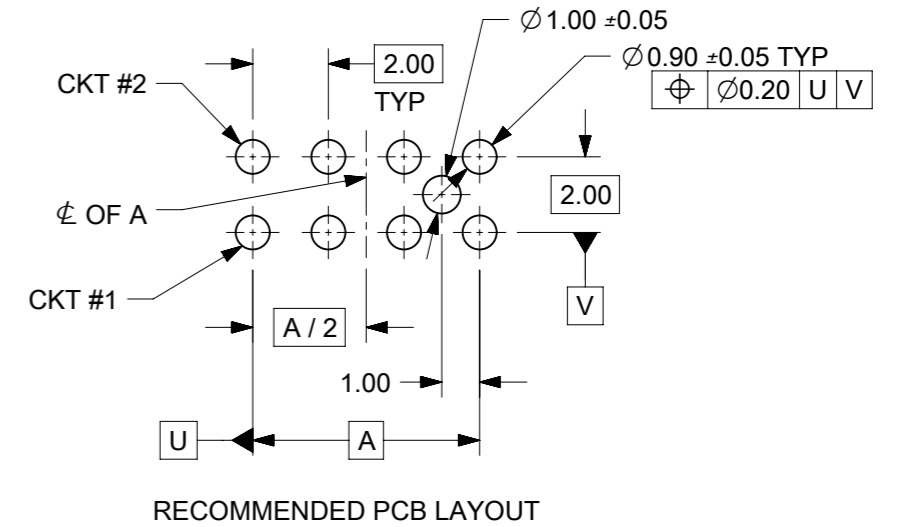 ⌀1.00 ±0.05
⌀0.90 ±0.05 TYP
⌖ ⌀0.20 U V
2.00
TYP
CKT #2
2.00
℄ OF A
CKT #1
V
A / 2
1.00
U
A
RECOMMENDED PCB LAYOUT